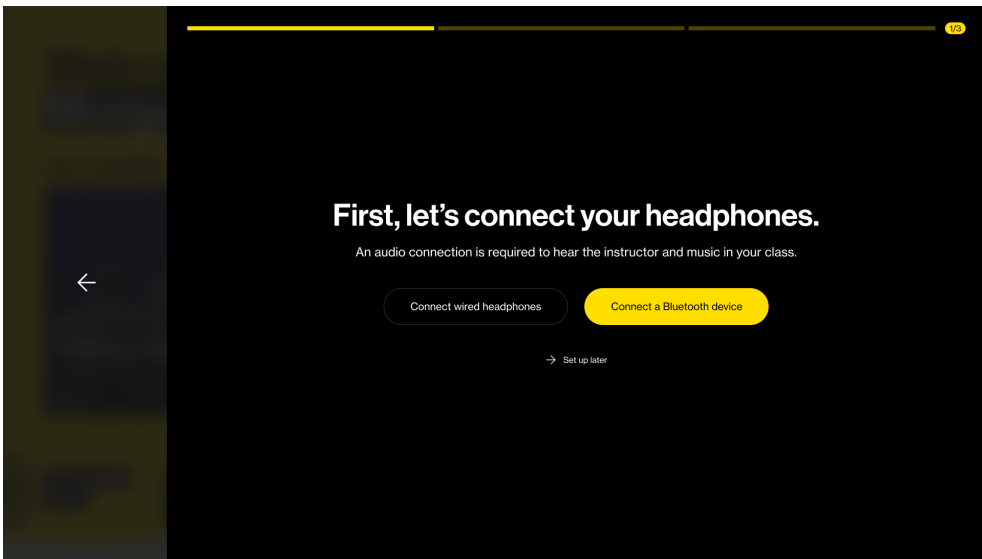 1/3
First, let’s connect your headphones.
An audio connection is required to hear the instructor and music in your class.
Connect wired headphones
Connect a Bluetooth device
Set up later